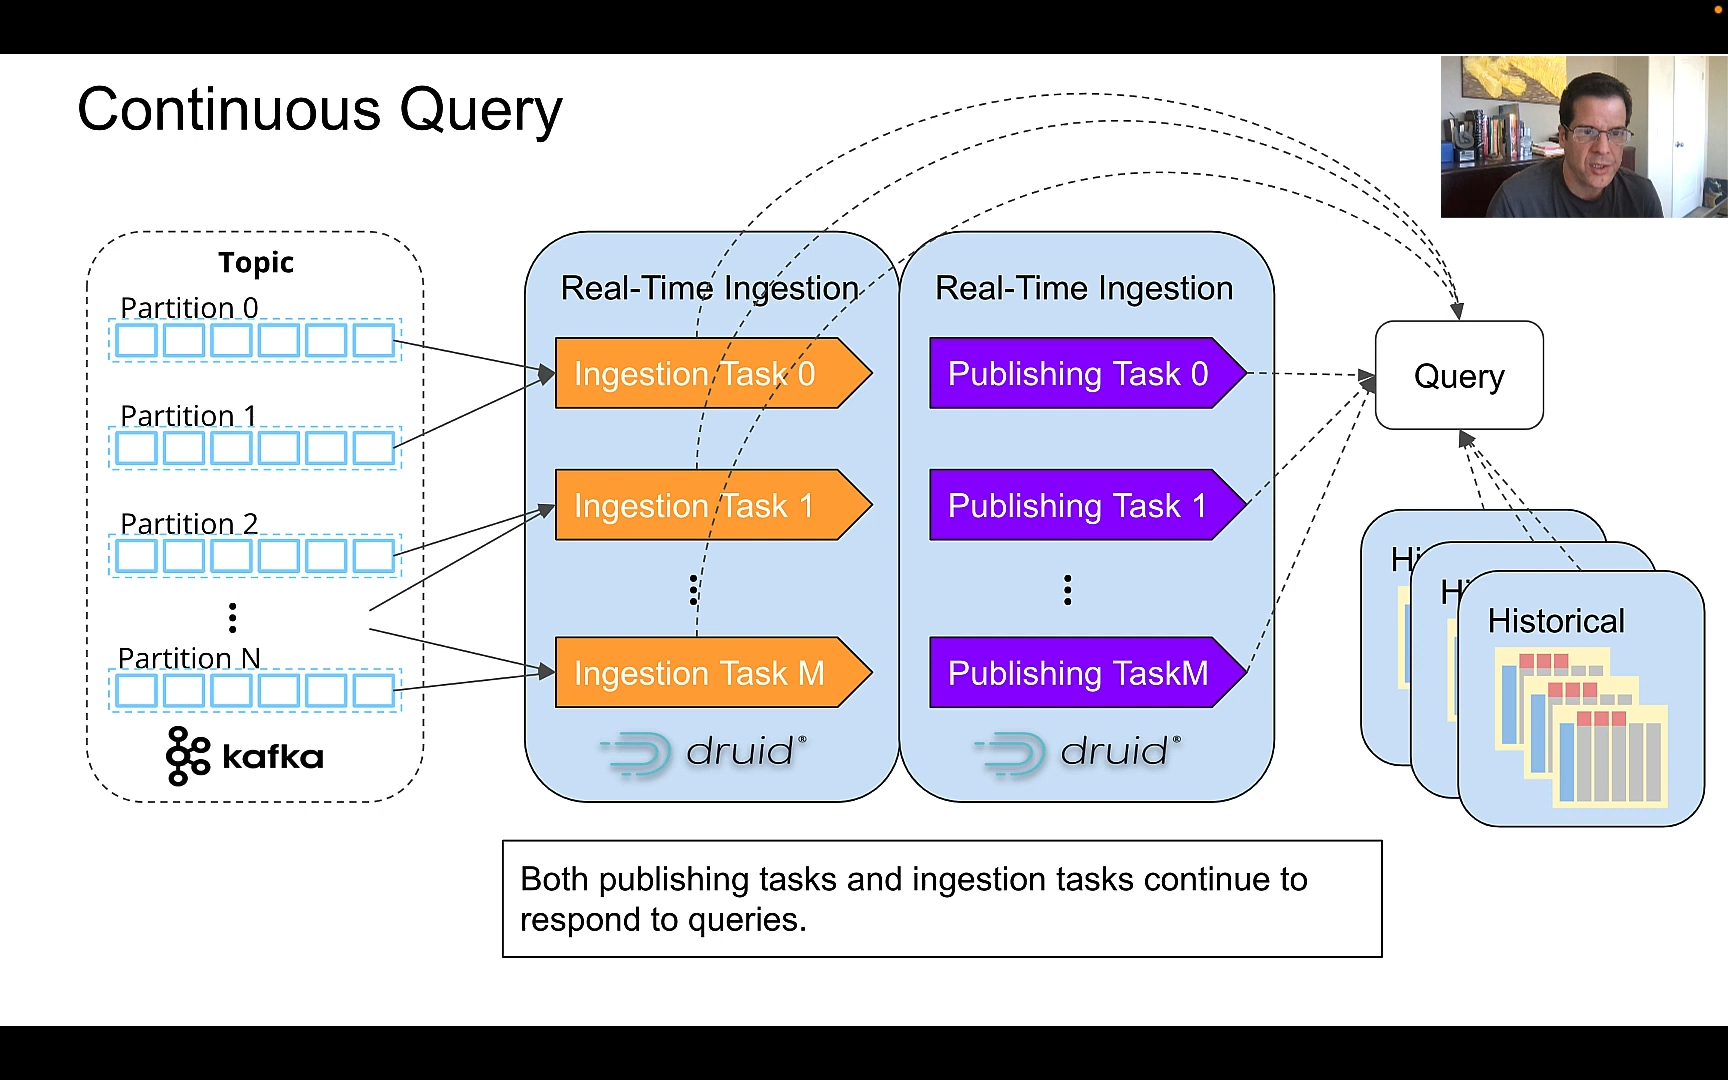 Continuous Query
Topic
Partition 0
Partition 1
Partition 2
Partition N
kafka
Real-Time Ingestion
Ingestion Task 0
Ingestion Task 1
Ingestion Task M
druid®
Real-Time Ingestion
Publishing Task 0
Publishing Task 1
Publishing TaskM
druid®
Query
Hi
H
Historical
Both publishing tasks and ingestion tasks continue to
respond to queries.